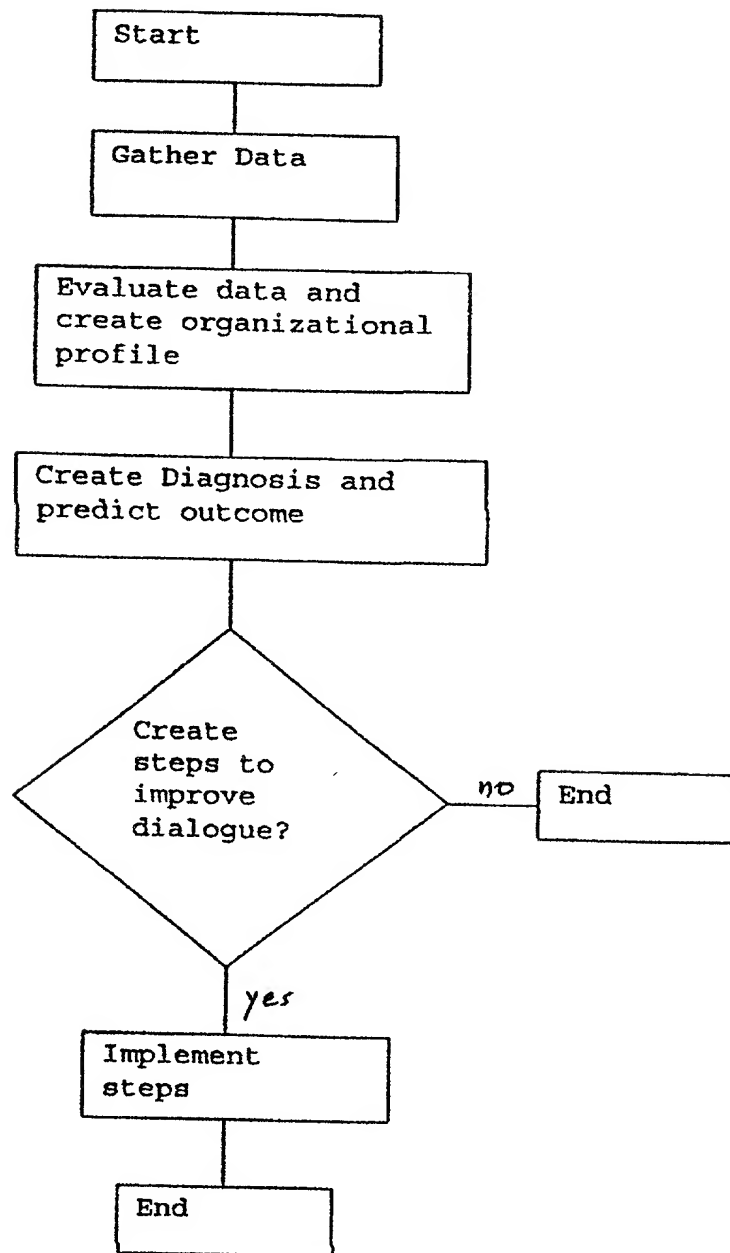 Start
Gather Data
Evaluate data and
create organizational
profile
Create Diagnosis and
predict outcome
Create
steps to
improve
dialogue?
no
End
yes
Implement
steps
End